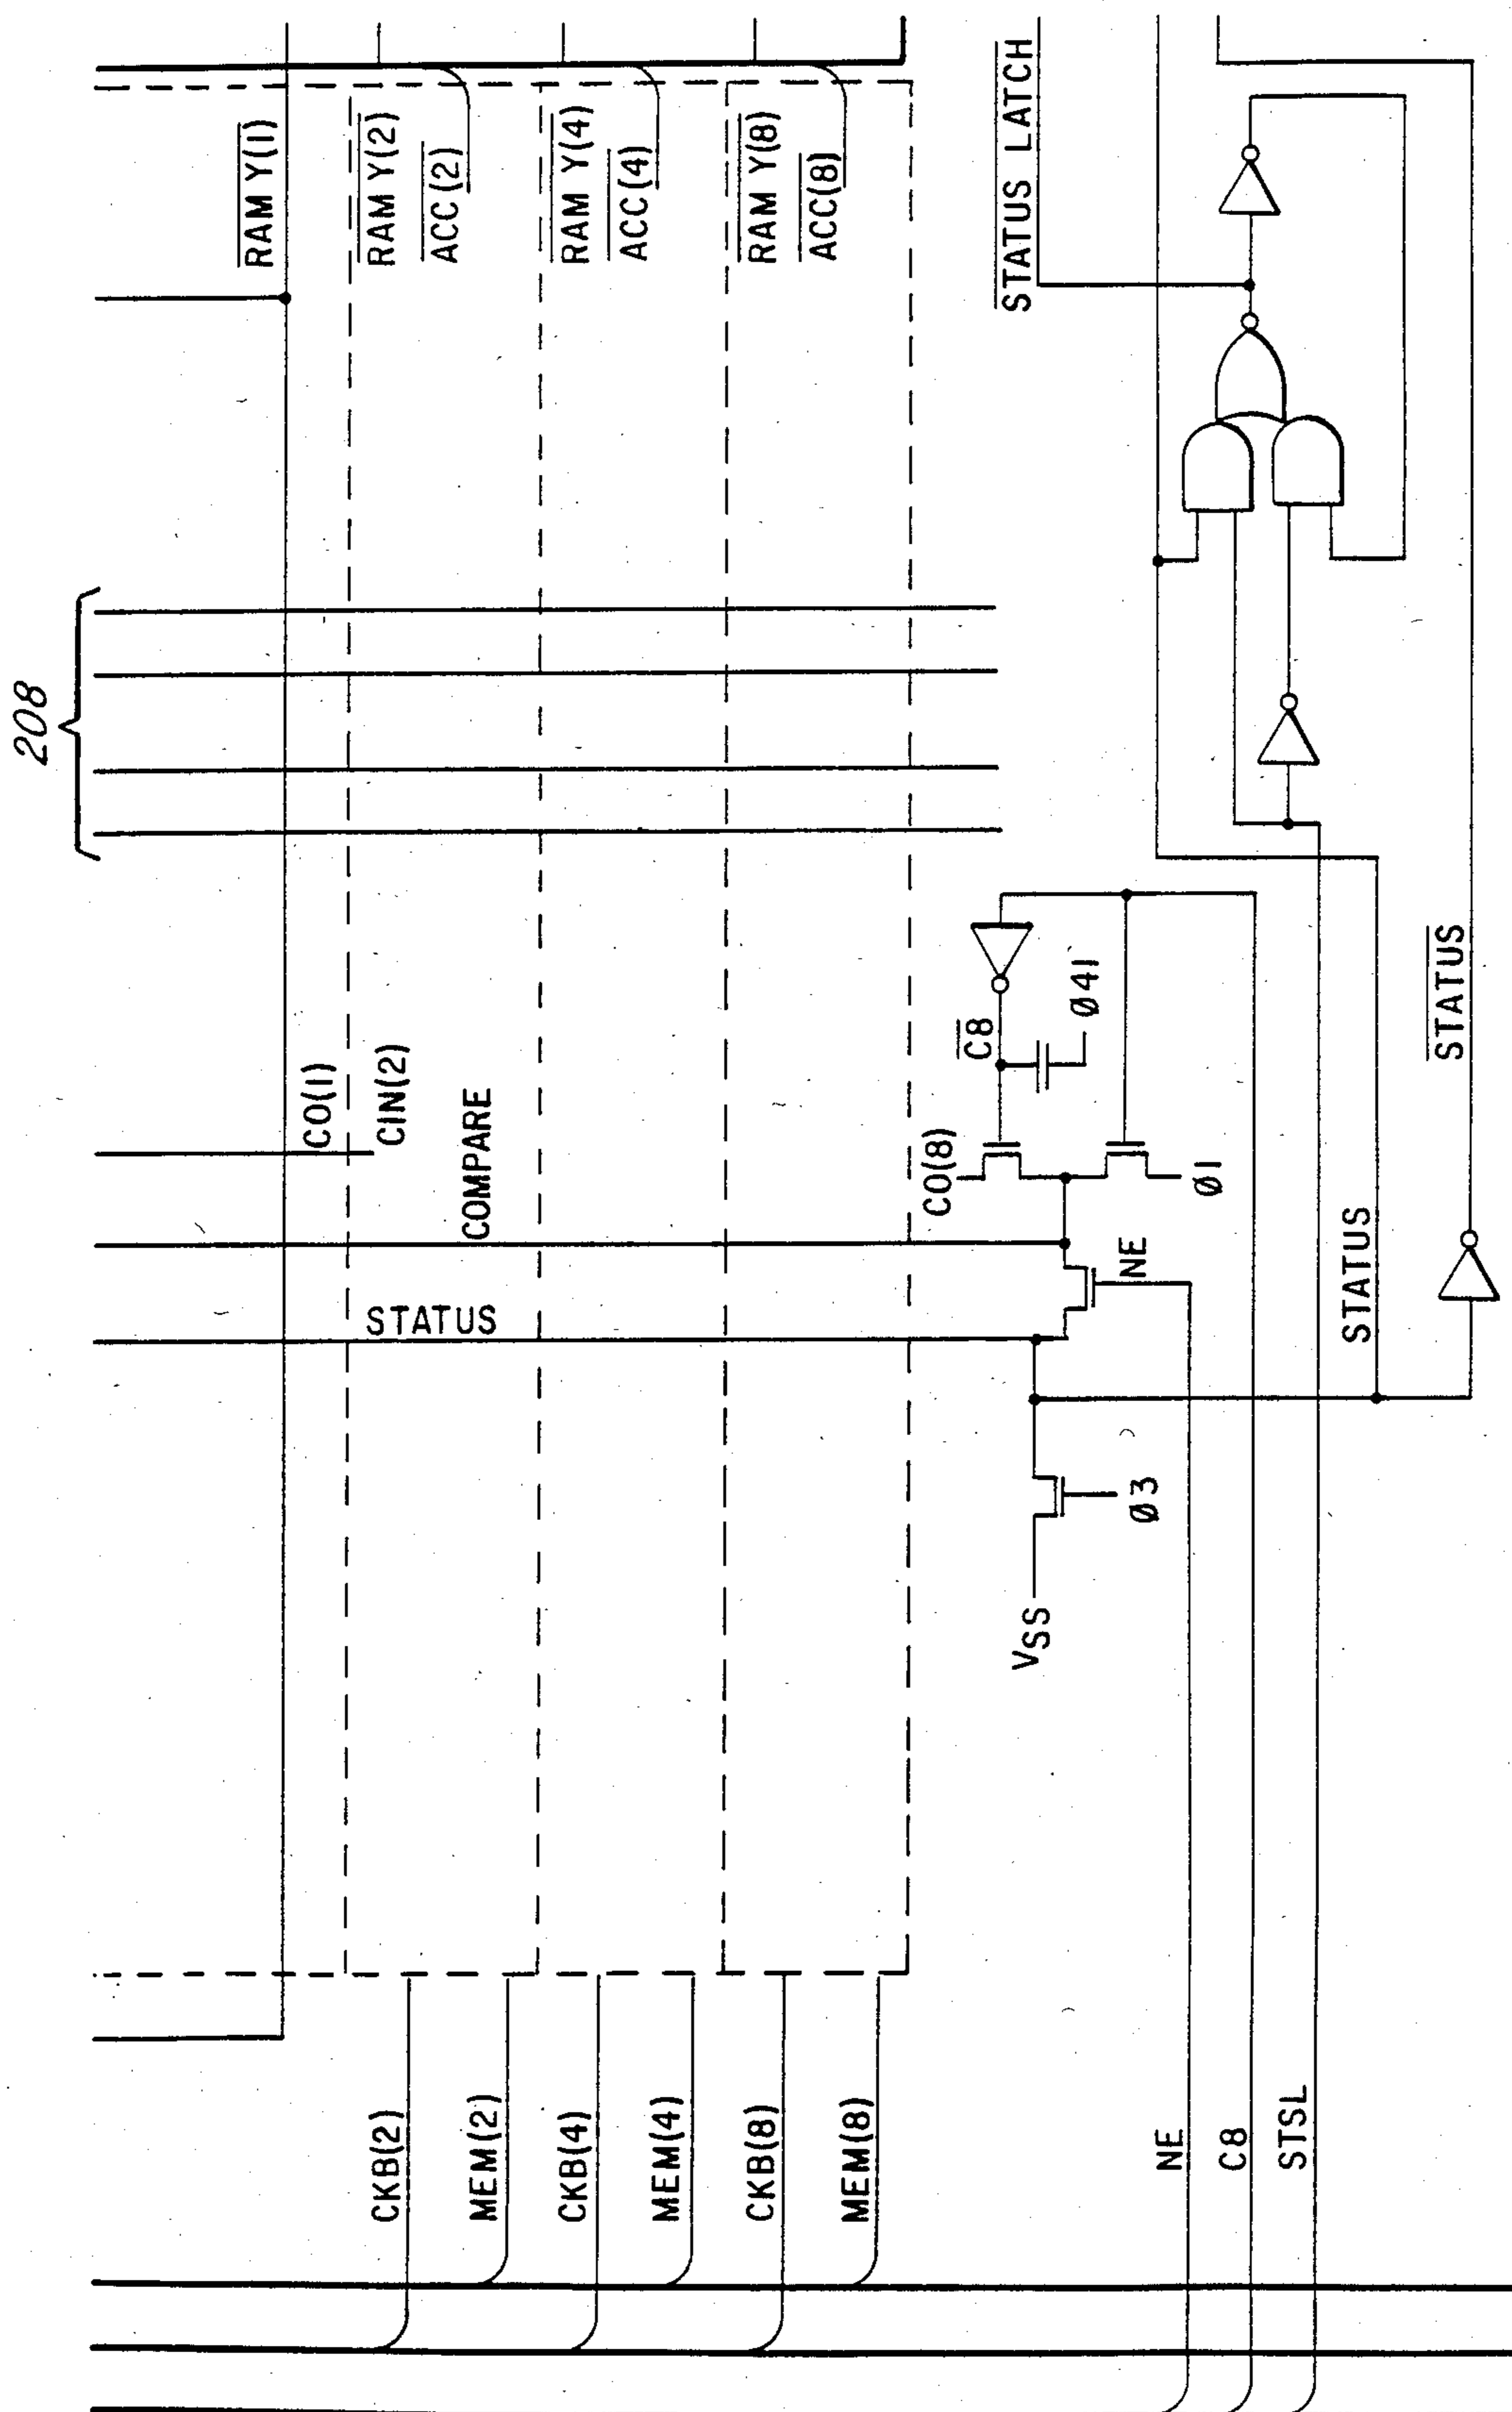 208
CKB(2)
MEM(2)
CKB(4)
MEM(4)
CKB(8)
MEM(8)
NE
C8
STSL
STATUS
COMPARE
CO(1)
CIN(2)
RAM Y(1)
RAM Y(2)
ACC(2)
RAM Y(4)
ACC(4)
RAM Y(8)
ACC(8)
VSS
Ø3
NE
CO(8)
C8
Ø41
Ø1
STATUS
STATUS
STATUS LATCH